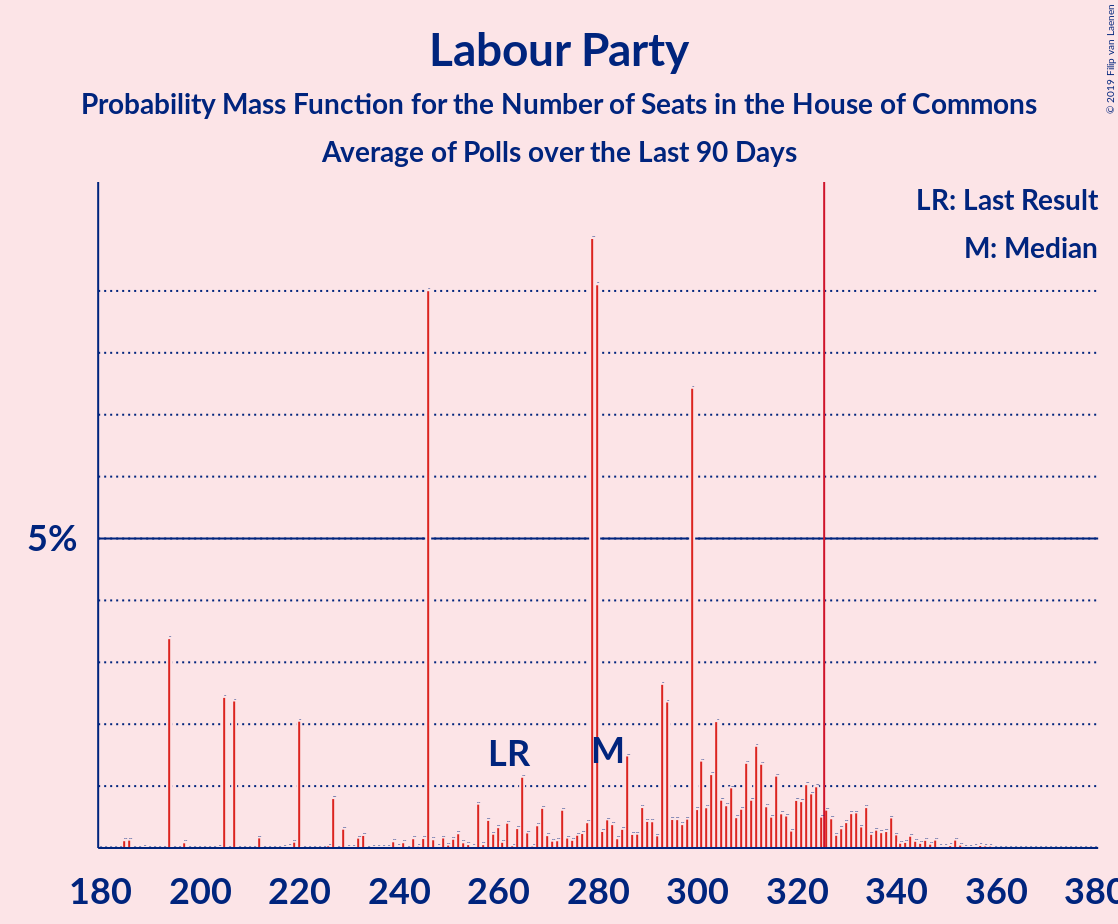 Labour Party
Probability Mass Function for the Number of Seats in the House of Commons
Average of Polls over the Last 90 Days
© 2019 Filip van Laenen
LR: Last Result
M: Median
5%
LR
M
180 200 220 240 260 280 300 320 340 360 380